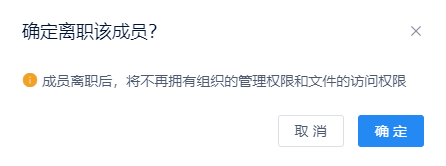 确定离职该成员？
成员离职后，将不再拥有组织的管理权限和文件的访问权限
取消
确定